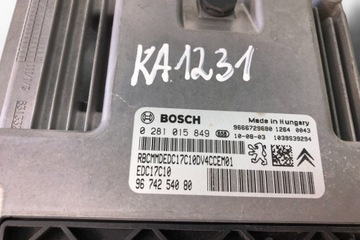 KA1231
BOSCH
Made in Hungary
0 281 015 849
9666729680 1264 0043
10-08-03 1039S39294
RBCMMDEDC17C10DV4CCEM01
EDC17C10
96 742 540 80